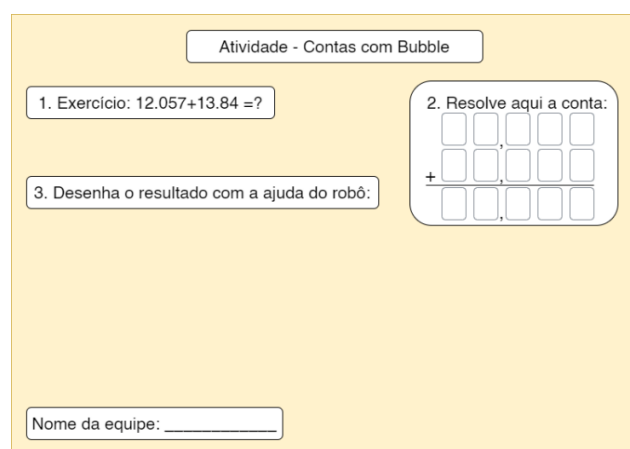 Atividade - Contas com Bubble
1. Exercício: 12.057+13.84 =?
2. Resolve aqui a conta:
,
+ ,
,
3. Desenha o resultado com a ajuda do robô:
Nome da equipe: ____________